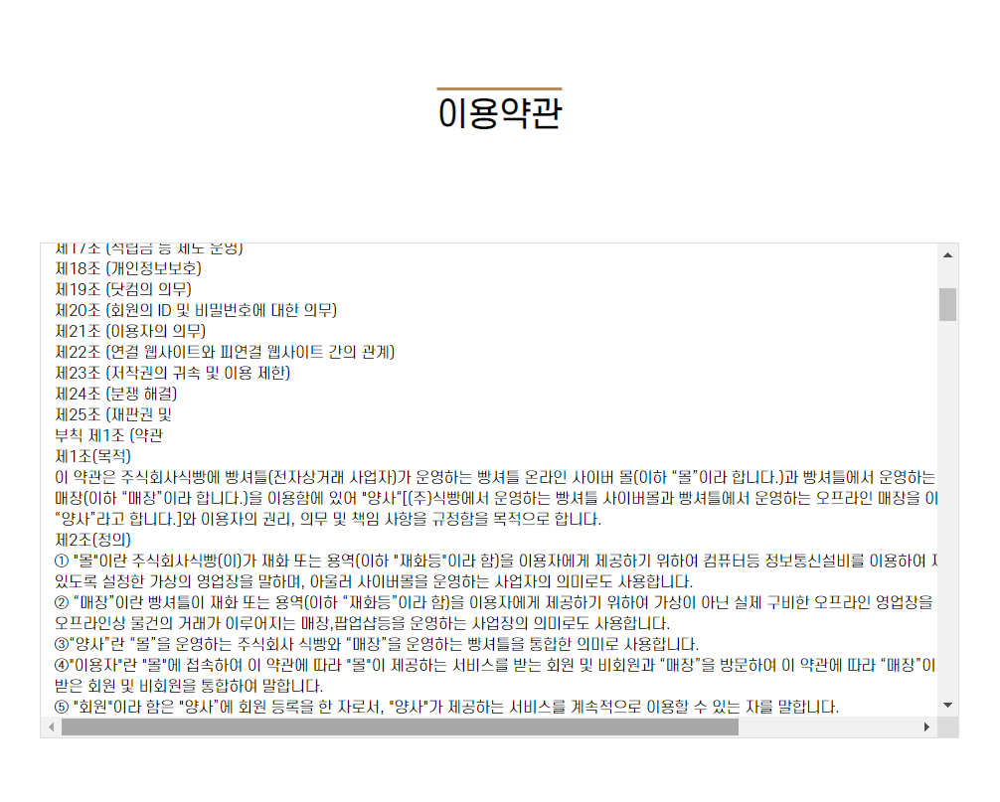 이용약관
제17조 (적립금 등 제도 운영)
제18조 (개인정보보호)
제19조 (닷컴의 의무)
제20조 (회원의 ID 및 비밀번호에 대한 의무)
제21조 (이용자의 의무)
제22조 (연결 웹사이트와 피연결 웹사이트 간의 관계)
제23조 (저작권의 귀속 및 이용 제한)
제24조 (분쟁 해결)
제25조 (재판권 및
부칙 제1조 (약관
제1조(목적)
이 약관은 주식회사식빵에 빵셔틀(전자상거래 사업자)가 운영하는 빵셔틀 온라인 사이버 몰(이하 “몰”이라 합니다.)과 빵셔틀에서 운영하는
매장(이하 “매장”이라 합니다.)을 이용함에 있어 "양사“[(주)식빵에서 운영하는 빵셔틀 사이버몰과 빵셔틀에서 운영하는 오프라인 매장을 이
“양사”라고 합니다.]와 이용자의 권리, 의무 및 책임 사항을 규정함을 목적으로 합니다.
제2조(정의)
① "몰"이란 주식회사식빵(이)가 재화 또는 용역(이하 "재화등"이라 함)을 이용자에게 제공하기 위하여 컴퓨터등 정보통신설비를 이용하여
있도록 설정한 가상의 영업장을 말하며, 아울러 사이버몰을 운영하는 사업자의 의미로도 사용합니다.
② “매장”이란 빵셔틀이 재화 또는 용역(이하 “재화등”이라 함)을 이용자에게 제공하기 위하여 가상이 아닌 실제 구비한 오프라인 영업장을
오프라인상 물건의 거래가 이루어지는 매장,팝업샵등을 운영하는 사업장의 의미로도 사용합니다.
③“양사”란 “몰”을 운영하는 주식회사 식빵와 “매장”을 운영하는 빵셔틀을 통합한 의미로 사용합니다.
④"이용자"란 "몰"에 접속하여 이 약관에 따라 "몰"이 제공하는 서비스를 받는 회원 및 비회원과 “매장”을 방문하여 이 약관에 따라 “매장”이
받은 회원 및 비회원을 통합하여 말합니다.
⑤ "회원"이라 함은 "양사”에 회원 등록을 한 자로서, "양사"가 제공하는 서비스를 계속적으로 이용할 수 있는 자를 말합니다.